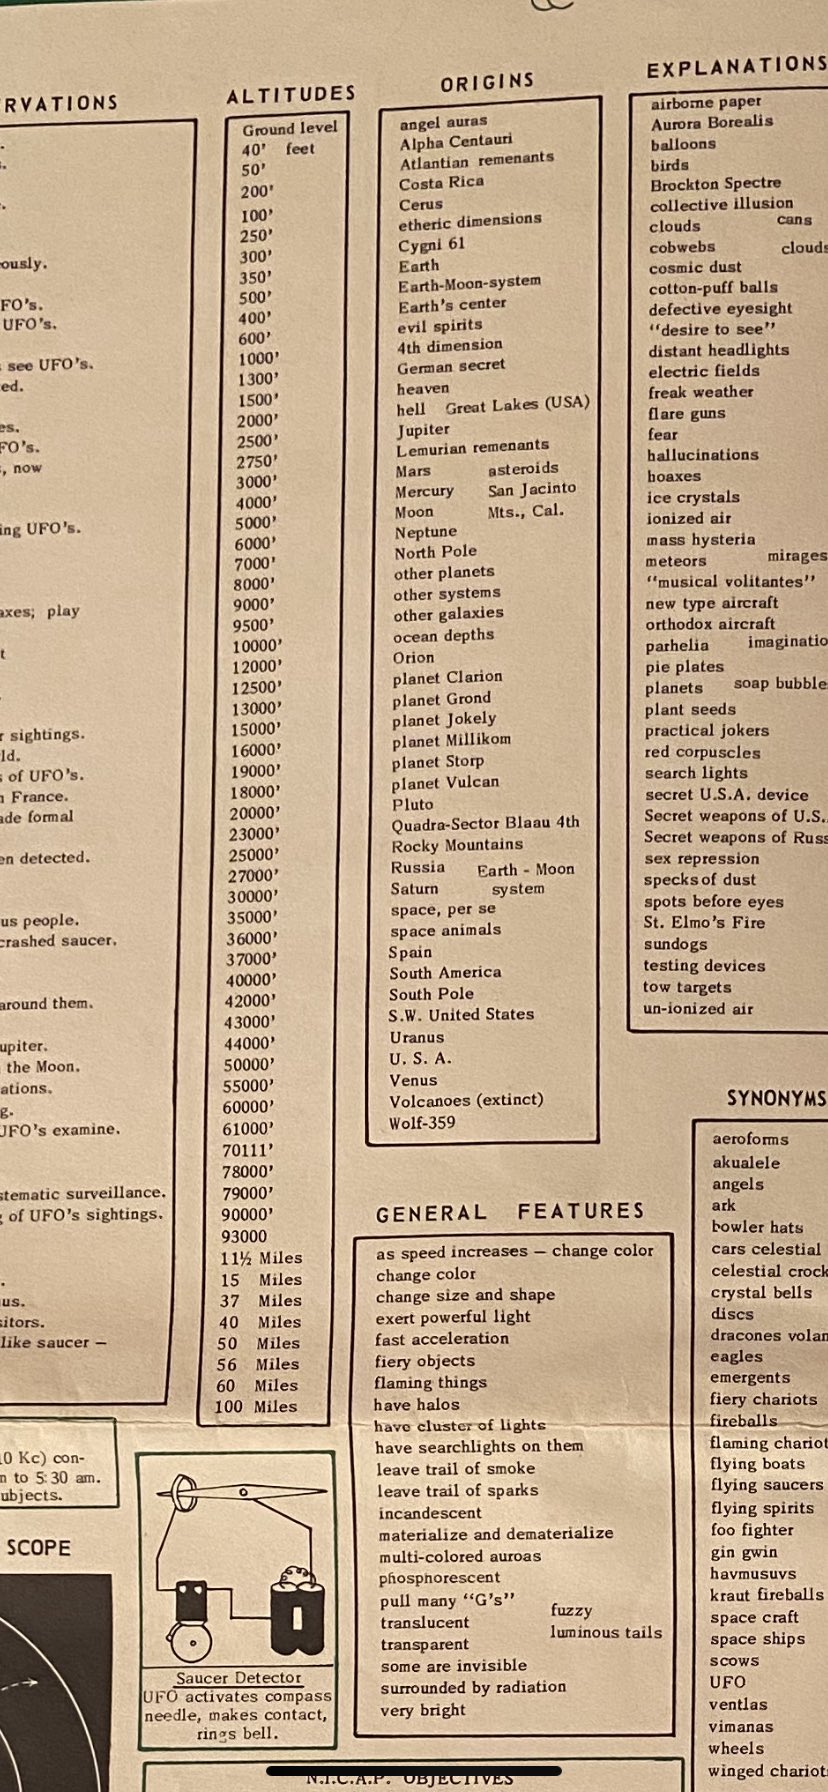 RVATIONS
ously.
FO's.
UFO's.
see UFO's.
ed.
es.
FO's.
, now
ing UFO's.
axes; play
t
r sightings.
ld.
s of UFO's.
n France.
ade formal
en detected.
us people.
crashed saucer.
around them.
upiter.
the Moon.
ations.
g.
UFO's examine.
stematic surveillance.
g of UFO's sightings.
us.
sitors.
like saucer —
10 Kc) con-
n to 5:30 am.
ubjects.
SCOPE
ALTITUDES
Ground level
40' feet
50'
200'
100'
250'
300'
350'
500'
400'
600'
1000'
1300'
1500'
2000'
2500'
2750'
3000'
4000'
5000'
6000'
7000'
8000'
9000'
9500'
10000'
12000'
12500'
13000'
15000'
16000'
19000'
18000'
20000'
23000'
25000'
27000'
30000'
35000'
36000'
37000'
40000'
42000'
43000'
44000'
50000'
55000'
60000'
61000'
70111'
78000'
79000'
90000'
93000
11½ Miles
15 Miles
37 Miles
40 Miles
50 Miles
56 Miles
60 Miles
100 Miles
Saucer Detector
UFO activates compass
needle, makes contact,
rings bell.
ORIGINS
angel auras
Alpha Centauri
Atlantian remenants
Costa Rica
Cerus
etheric dimensions
Cygni 61
Earth
Earth-Moon-system
Earth's center
evil spirits
4th dimension
German secret
heaven
hell Great Lakes (USA)
Jupiter
Lemurian remenants
Mars asteroids
Mercury San Jacinto
Moon Mts., Cal.
Neptune
North Pole
other planets
other systems
other galaxies
ocean depths
Orion
planet Clarion
planet Grond
planet Jokely
planet Millikom
planet Storp
planet Vulcan
Pluto
Quadra-Sector Blaau 4th
Rocky Mountains
Russia Earth - Moon
Saturn system
space, per se
space animals
Spain
South America
South Pole
S.W. United States
Uranus
U. S. A.
Venus
Volcanoes (extinct)
Wolf-359
GENERAL FEATURES
as speed increases — change color
change color
change size and shape
exert powerful light
fast acceleration
fiery objects
flaming things
have halos
have cluster of lights
have searchlights on them
leave trail of smoke
leave trail of sparks
incandescent
materialize and dematerialize
multi-colored auroas
phosphorescent
pull many "G's"
translucent fuzzy
transparent luminous tails
some are invisible
surrounded by radiation
very bright
N.I.C.A.P. OBJECTIVES
EXPLANATIONS
airborne paper
Aurora Borealis
balloons
birds
Brockton Spectre
collective illusion
clouds cans
cobwebs clouds
cosmic dust
cotton-puff balls
defective eyesight
"desire to see"
distant headlights
electric fields
freak weather
flare guns
fear
hallucinations
hoaxes
ice crystals
ionized air
mass hysteria
meteors mirages
"musical volitantes"
new type aircraft
orthodox aircraft
parhelia imaginatio
pie plates
planets soap bubble
plant seeds
practical jokers
red corpuscles
search lights
secret U.S.A. device
Secret weapons of U.S.
Secret weapons of Russ
sex repression
specks of dust
spots before eyes
St. Elmo's Fire
sundogs
testing devices
tow targets
un-ionized air
SYNONYMS
aeroforms
akualele
angels
ark
bowler hats
cars celestial
celestial crock
crystal bells
discs
dracones volan
eagles
emergents
fiery chariots
fireballs
flaming chariot
flying boats
flying saucers
flying spirits
foo fighter
gin gwin
havmusuvs
kraut fireballs
space craft
space ships
scows
UFO
ventlas
vimanas
wheels
winged chariot